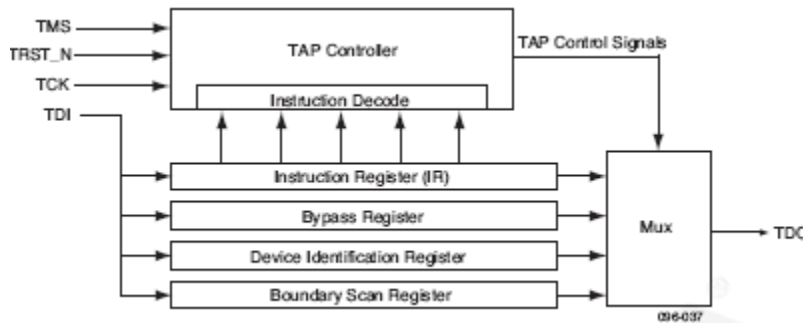 TMS
TRST_N
TCK
TDI
TAP Controller
Instruction Decode
TAP Control Signals
Instruction Register (IR)
Bypass Register
Device Identification Register
Boundary Scan Register
Mux
TDO
096-037